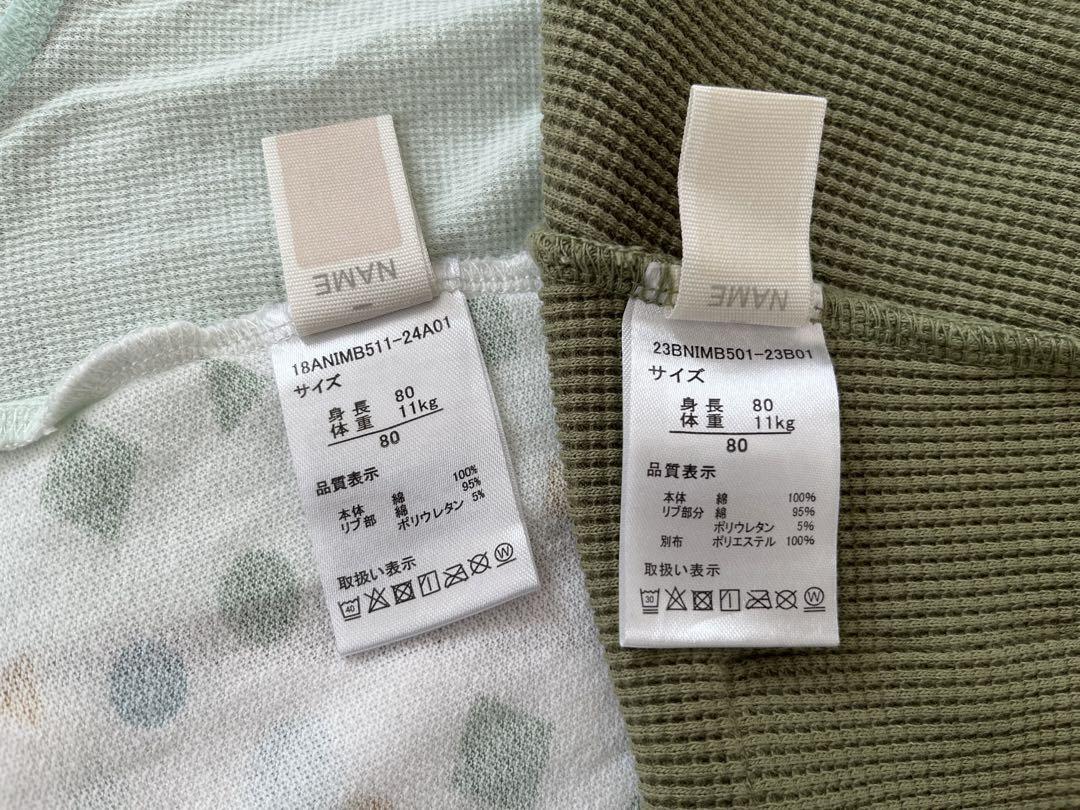 NAME
18ANIMB511-24A01
サイズ
身長 80
体重 11kg
80
品質表示
本体 綿 100%
リブ部 綿 95%
ポリウレタン 5%
取扱い表示
40
W
NAME
23BNIMB501-23B01
サイズ
身長 80
体重 11kg
80
品質表示
本体 綿 100%
リブ部分 綿 95%
ポリウレタン 5%
別布 ポリエステル 100%
取扱い表示
30
W